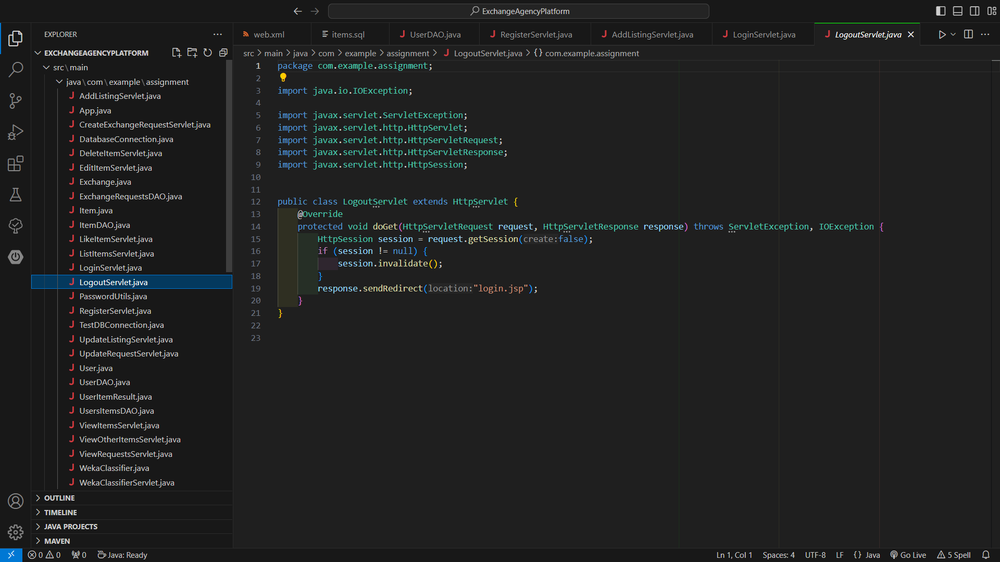 ExchangeAgencyPlatform
EXPLORER
EXCHANGEAGENCYPLATFORM
src\main
java\com\example\assignment
AddListingServlet.java
App.java
CreateExchangeRequestServlet.java
DatabaseConnection.java
DeleteItemServlet.java
EditItemServlet.java
Exchange.java
ExchangeRequestsDAO.java
Item.java
ItemDAO.java
LikeItemServlet.java
ListItemsServlet.java
LoginServlet.java
LogoutServlet.java
PasswordUtils.java
RegisterServlet.java
TestDBConnection.java
UpdateListingServlet.java
UpdateRequestServlet.java
User.java
UserDAO.java
UserItemResult.java
UsersItemsDAO.java
ViewItemsServlet.java
ViewOtherItemsServlet.java
ViewRequestsServlet.java
WekaClassifier.java
WekaClassifierServlet.java
OUTLINE
TIMELINE
JAVA PROJECTS
MAVEN
web.xml items.sql UserDAO.java RegisterServlet.java AddListingServlet.java LoginServlet.java LogoutServlet.java
src > main > java > com > example > assignment > LogoutServlet.java > {} com.example.assignment
1 package com.example.assignment;
2
3 import java.io.IOException;
4
5 import javax.servlet.ServletException;
6 import javax.servlet.http.HttpServlet;
7 import javax.servlet.http.HttpServletRequest;
8 import javax.servlet.http.HttpServletResponse;
9 import javax.servlet.http.HttpSession;
10
11
12 public class LogoutServlet extends HttpServlet {
13 @Override
14 protected void doGet(HttpServletRequest request, HttpServletResponse response) throws ServletException, IOException {
15 HttpSession session = request.getSession(create:false);
16 if (session != null) {
17 session.invalidate();
18 }
19 response.sendRedirect(location:"login.jsp");
20 }
21 }
22
23
0 0 0 Java: Ready Ln 1, Col 1 Spaces: 4 UTF-8 LF {} Java Go Live 5 Spell